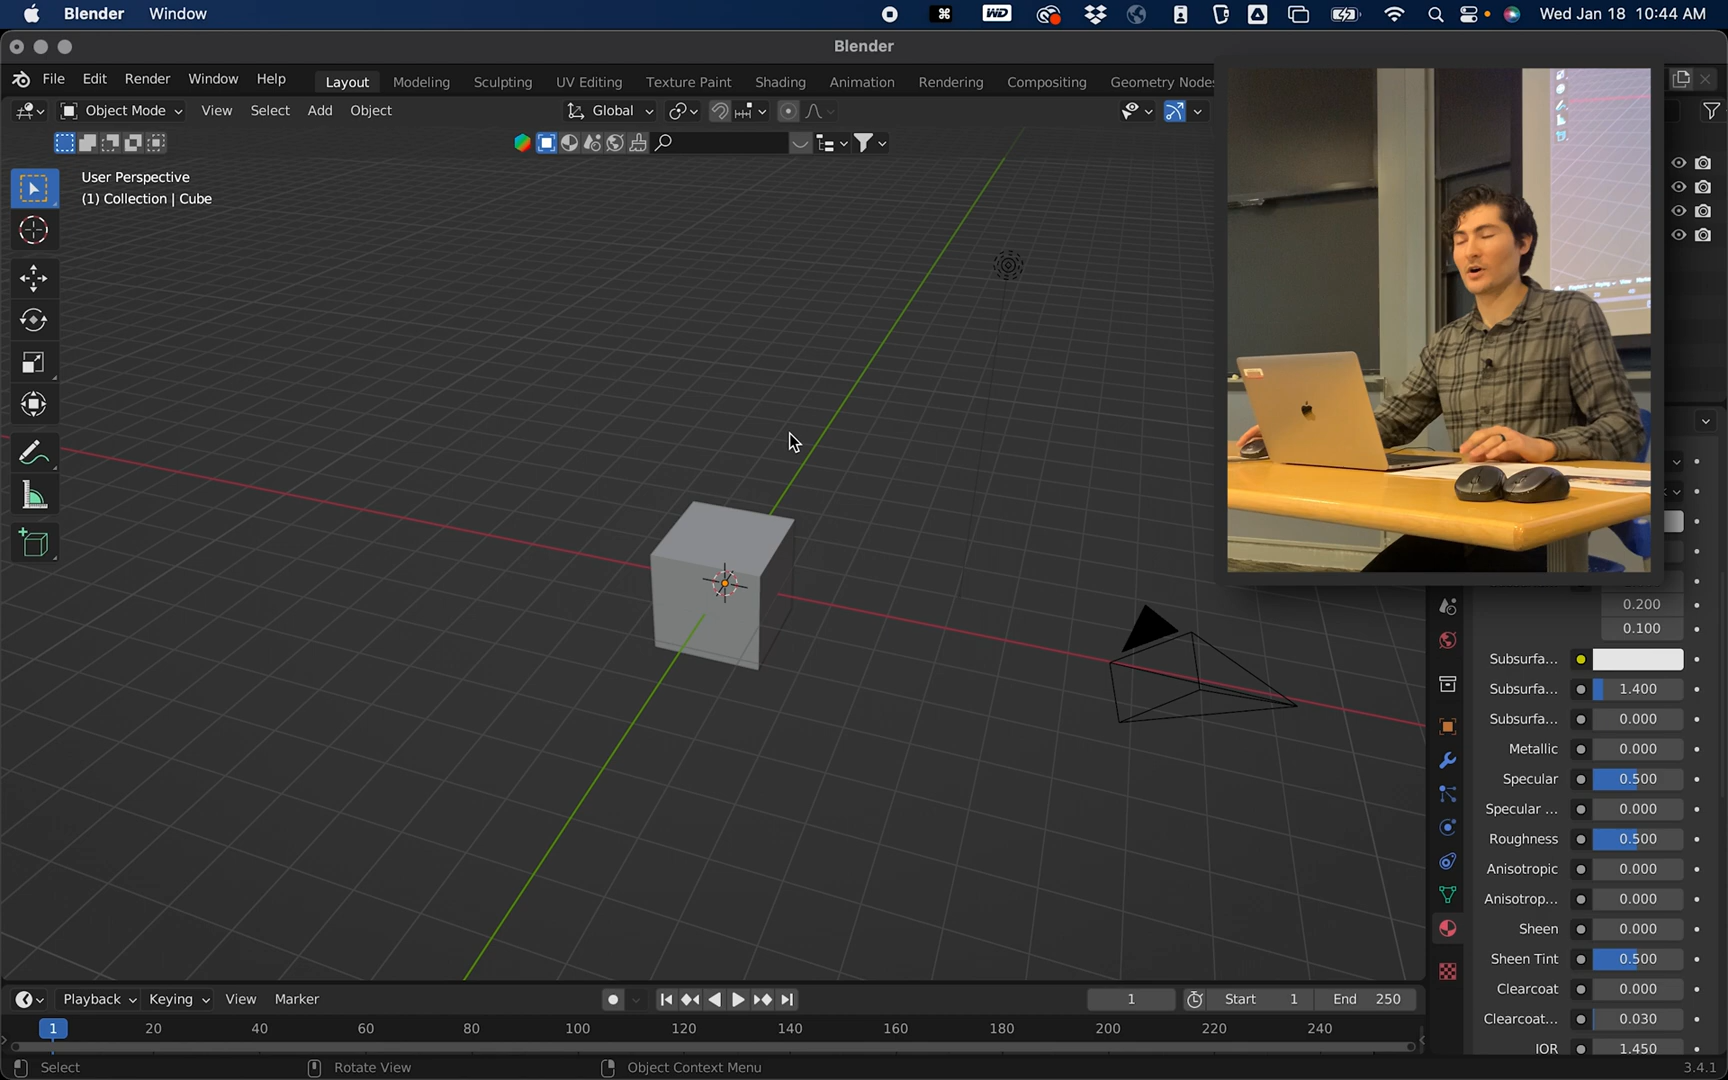 Blender Window Wed Jan 18 10:44 AM
Blender
File Edit Render Window Help Layout Modeling Sculpting UV Editing Texture Paint Shading Animation Rendering Compositing Geometry Nodes
Object Mode View Select Add Object Global
User Perspective
(1) Collection | Cube
0.200
0.100
Subsurfa...
Subsurfa... 1.400
Subsurfa... 0.000
Metallic 0.000
Specular 0.500
Specular ... 0.000
Roughness 0.500
Anisotropic 0.000
Anisotrop... 0.000
Sheen 0.000
Sheen Tint 0.500
Clearcoat 0.000
Clearcoat... 0.030
IOR 1.450
Playback Keying View Marker 1 Start 1 End 250
1 20 40 60 80 100 120 140 160 180 200 220 240
Select Rotate View Object Context Menu 3.4.1